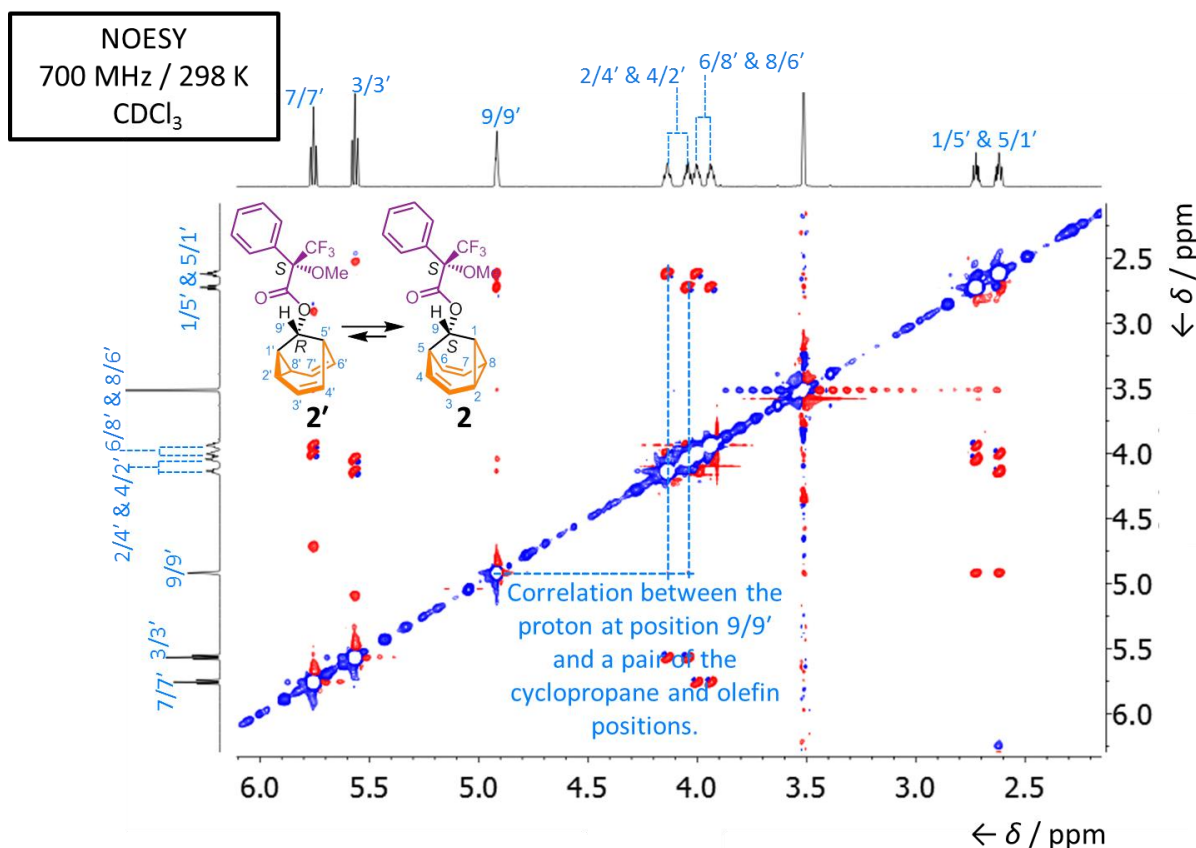 NOESY
700 MHz / 298 K
CDCl₃
7/7′
3/3′
9/9′
2/4′ & 4/2′
6/8′ & 8/6′
1/5′ & 5/1′
1/5′ & 5/1′
6/8′ & 8/6′
2/4′ & 4/2′
9/9′
3/3′
7/7′
CF₃
S
OMe
O
O
H
9′
R
5′
1′
8′
7′
6′
2′
3′
4′
2′
CF₃
S
OMe
O
O
H
9
S
1
5
6
7
8
4
3
2
2
Correlation between the
proton at position 9/9′
and a pair of the
cyclopropane and olefin
positions.
2.5
3.0
3.5
4.0
4.5
5.0
5.5
6.0
← δ / ppm
6.0
5.5
5.0
4.5
4.0
3.5
3.0
2.5
← δ / ppm